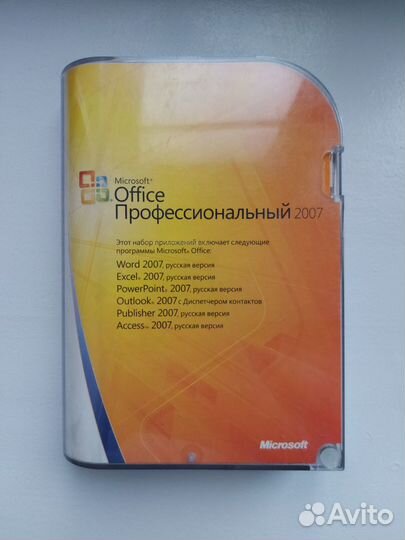 Microsoft®
Office
Профессиональный 2007
Этот набор приложений включает следующие
программы Microsoft® Office:
Word 2007, русская версия
Excel® 2007, русская версия
PowerPoint® 2007, русская версия
Outlook® 2007 с Диспетчером контактов
Publisher 2007, русская версия
Access™ 2007, русская версия
Microsoft
Avito